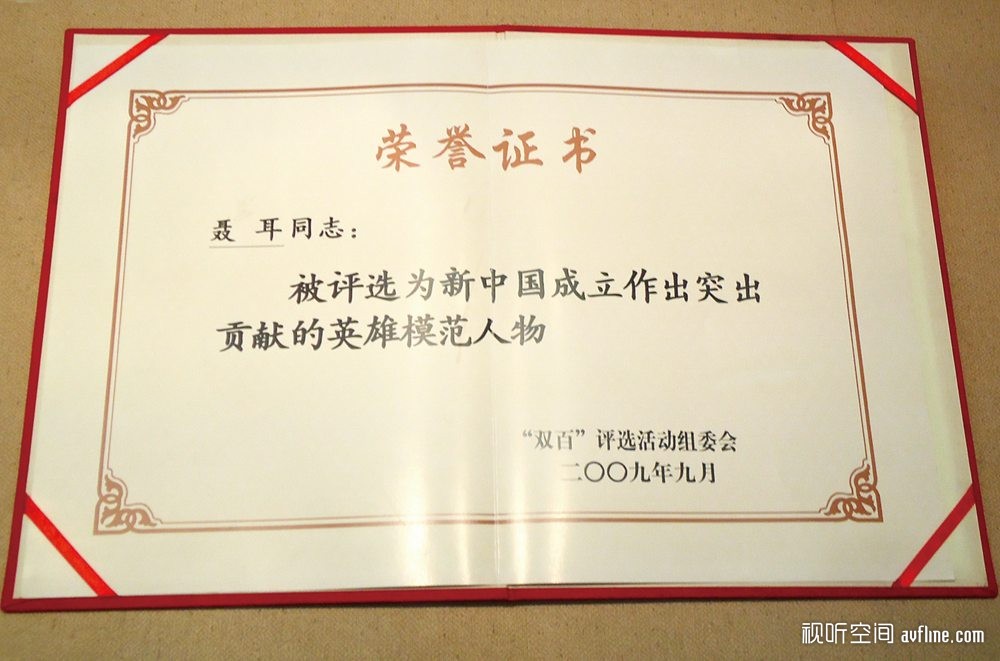 荣誉证书
聂 耳同志：
被评选为新中国成立作出突出
贡献的英雄模范人物
“双百”评选活动组委会
二〇〇九年九月
视听空间 avfline.com